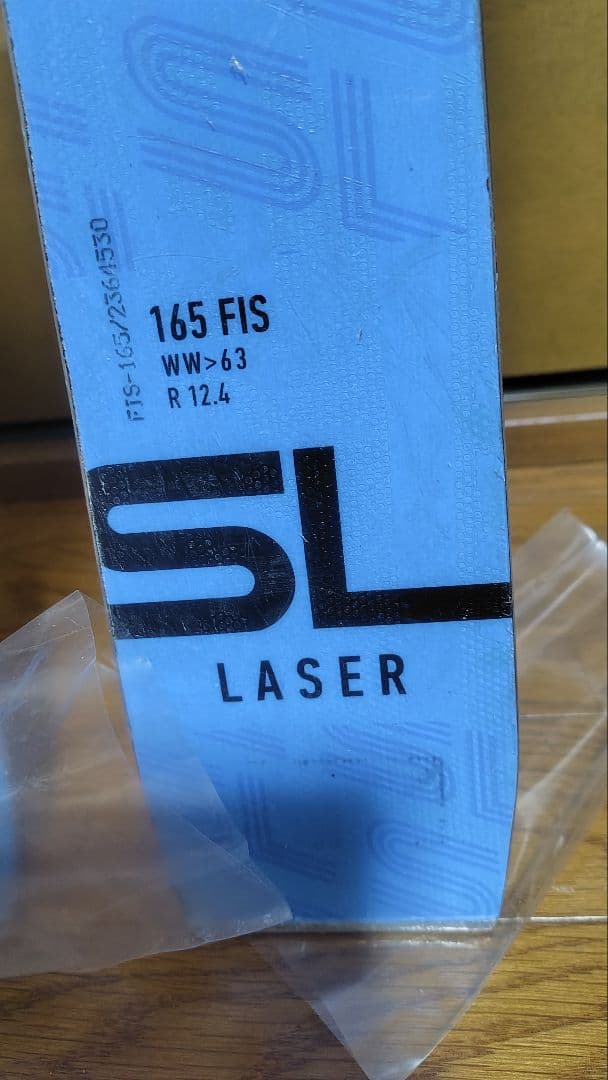 FIS-165/2364530
165 FIS
WW>63
R 12.4
SL
LASER